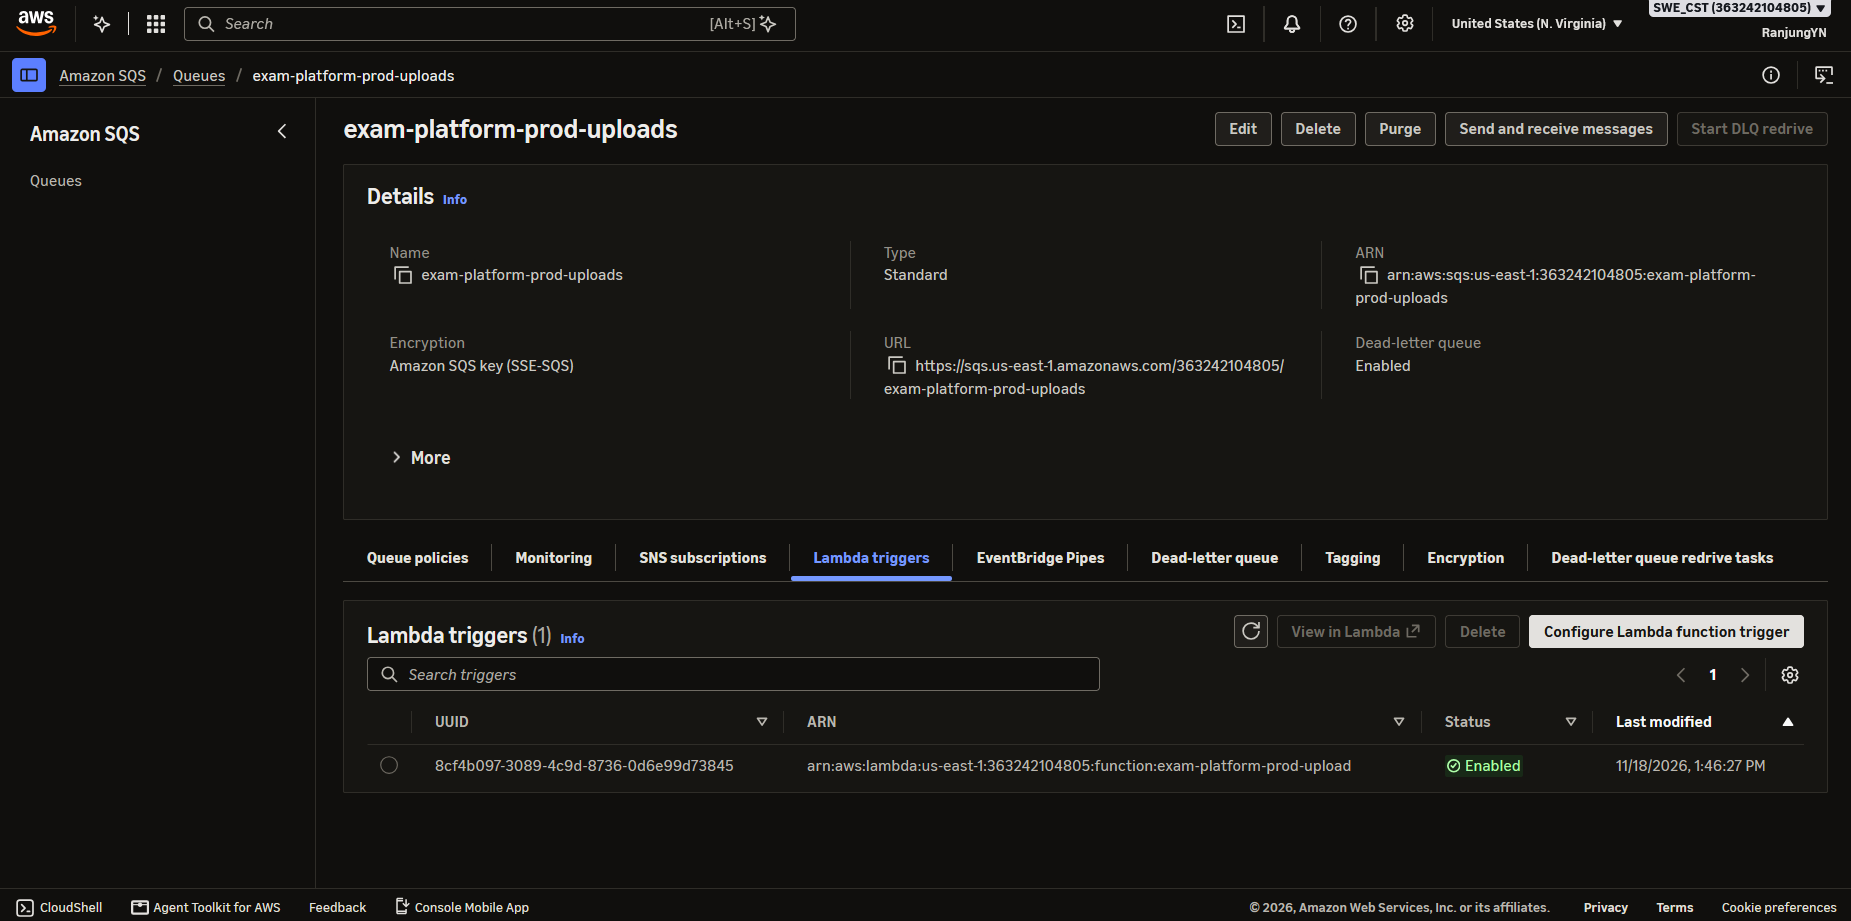 aws
Search
[Alt+S]
United States (N. Virginia)
SWE_CST (363242104805)
RanjungYN
Amazon SQS / Queues / exam-platform-prod-uploads
Amazon SQS
Queues
exam-platform-prod-uploads
Edit
Delete
Purge
Send and receive messages
Start DLQ redrive
Details Info
Name
exam-platform-prod-uploads
Type
Standard
ARN
arn:aws:sqs:us-east-1:363242104805:exam-platform-
prod-uploads
Encryption
Amazon SQS key (SSE-SQS)
URL
https://sqs.us-east-1.amazonaws.com/363242104805/
exam-platform-prod-uploads
Dead-letter queue
Enabled
More
Queue policies
Monitoring
SNS subscriptions
Lambda triggers
EventBridge Pipes
Dead-letter queue
Tagging
Encryption
Dead-letter queue redrive tasks
Lambda triggers (1) Info
View in Lambda
Delete
Configure Lambda function trigger
Search triggers
1
UUID
ARN
Status
Last modified
8cf4b097-3089-4c9d-8736-0d6e99d73845
arn:aws:lambda:us-east-1:363242104805:function:exam-platform-prod-upload
Enabled
11/18/2026, 1:46:27 PM
CloudShell
Agent Toolkit for AWS
Feedback
Console Mobile App
© 2026, Amazon Web Services, Inc. or its affiliates.
Privacy
Terms
Cookie preferences